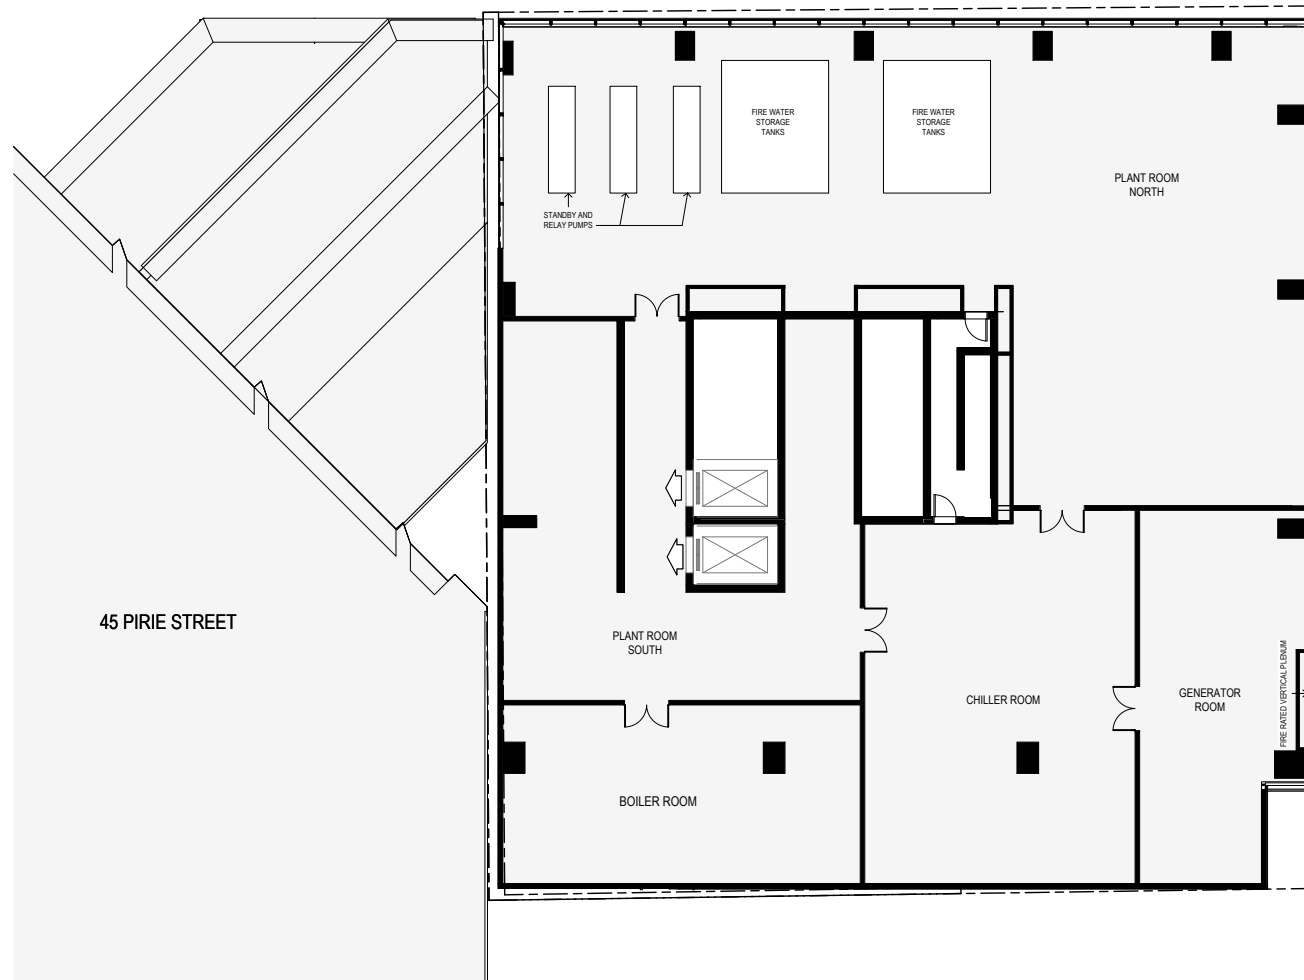 FIRE WATER
STORAGE
TANKS
FIRE WATER
STORAGE
TANKS
PLANT ROOM
NORTH
STANDBY AND
RELAY PUMPS
45 PIRIE STREET
PLANT ROOM
SOUTH
CHILLER ROOM
GENERATOR
ROOM
FIRE RATED VERTICAL PLENUM
BOILER ROOM